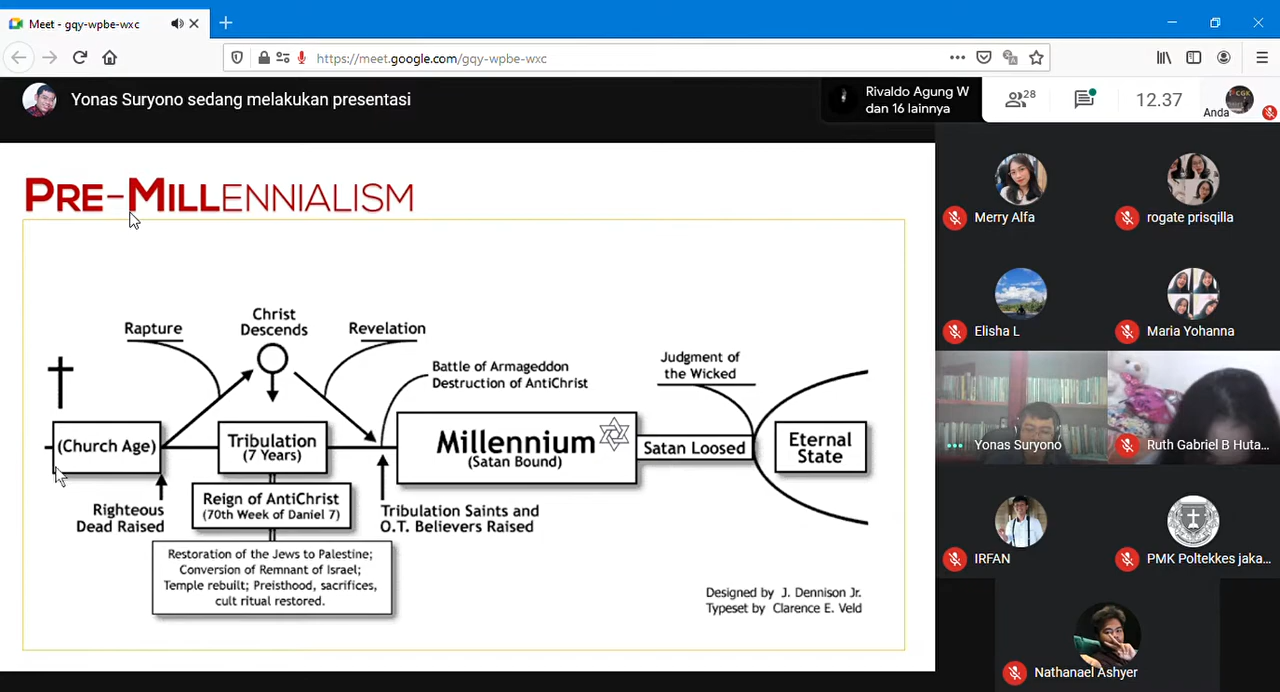 Meet - gqy-wpbe-wxc
https://meet.google.com/gqy-wpbe-wxc
Yonas Suryono sedang melakukan presentasi
Rivaldo Agung W
dan 16 lainnya
28
12.37
Anda
PRE-MILLENNIALISM
Rapture
Christ
Descends
Revelation
Battle of Armageddon
Destruction of AntiChrist
Judgment of
the Wicked
(Church Age)
Tribulation
(7 Years)
Millennium
(Satan Bound)
Satan Loosed
Eternal
State
Righteous
Dead Raised
Reign of AntiChrist
(70th Week of Daniel 7)
Tribulation Saints and
O.T. Believers Raised
Restoration of the Jews to Palestine;
Conversion of Remnant of Israel;
Temple rebuilt; Preisthood, sacrifices,
cult ritual restored.
Designed by J. Dennison Jr.
Typeset by Clarence E. Veld
Merry Alfa
rogate prisqilla
Elisha L
Maria Yohanna
Yonas Suryono
Ruth Gabriel B Huta...
IRFAN
PMK Poltekkes jaka...
Nathanael Ashyer